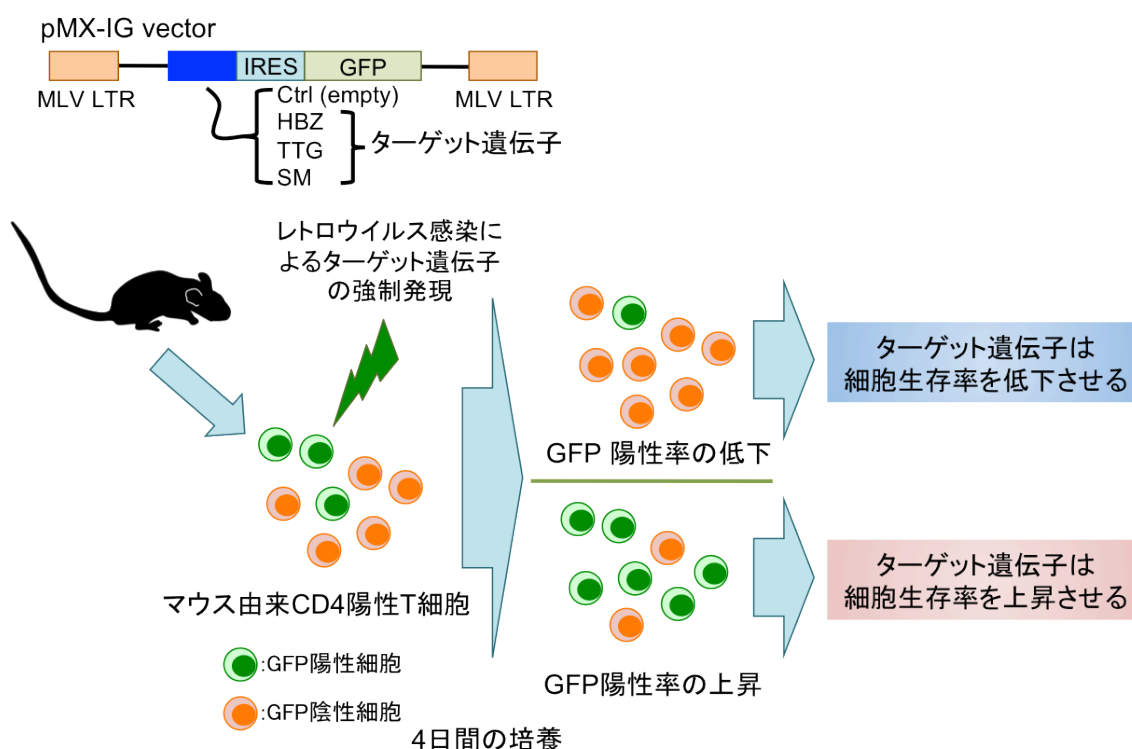 pMX-IG vector
IRES GFP
MLV LTR
MLV LTR
Ctrl (empty)
HBZ
TTG
SM
ターゲット遺伝子
レトロウイルス感染に
よるターゲット遺伝子
の強制発現
マウス由来CD4陽性T細胞
:GFP陽性細胞
:GFP陰性細胞
4日間の培養
GFP 陽性率の低下
GFP陽性率の上昇
ターゲット遺伝子は
細胞生存率を低下させる
ターゲット遺伝子は
細胞生存率を上昇させる